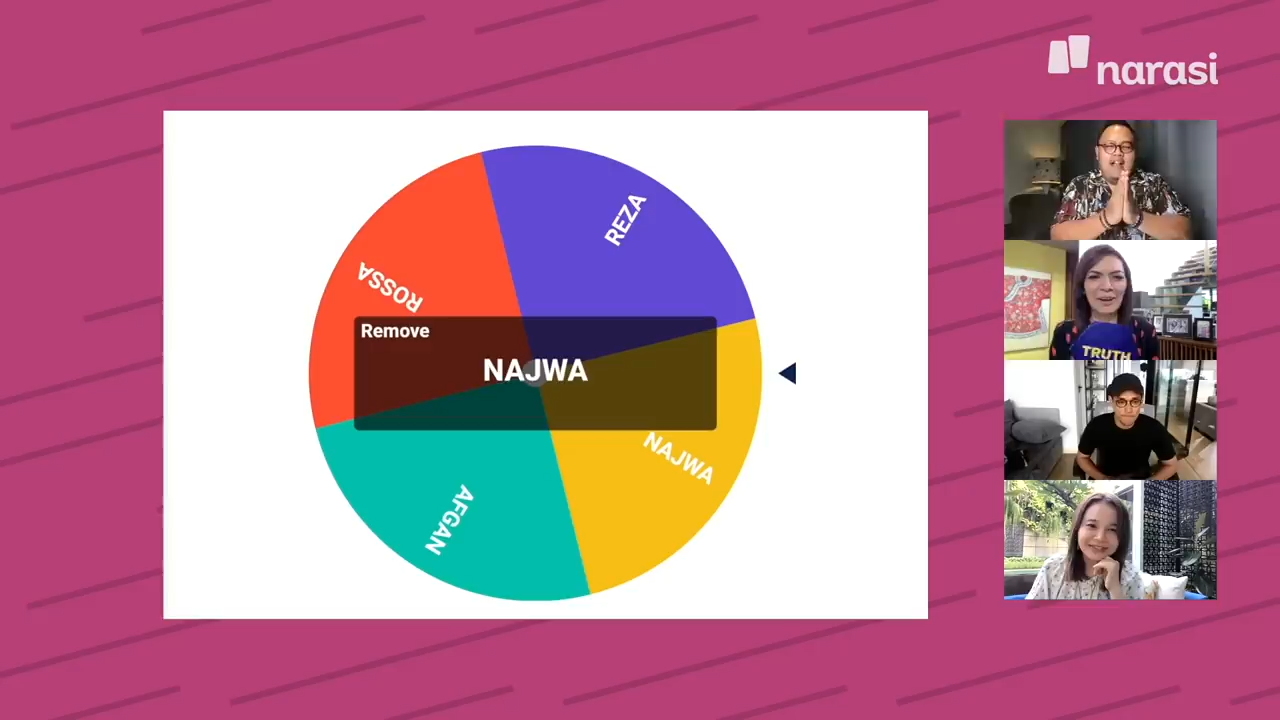 narasi
REZA
ROSSA
Remove
NAJWA
NAJWA
AFGAN
TRUTH